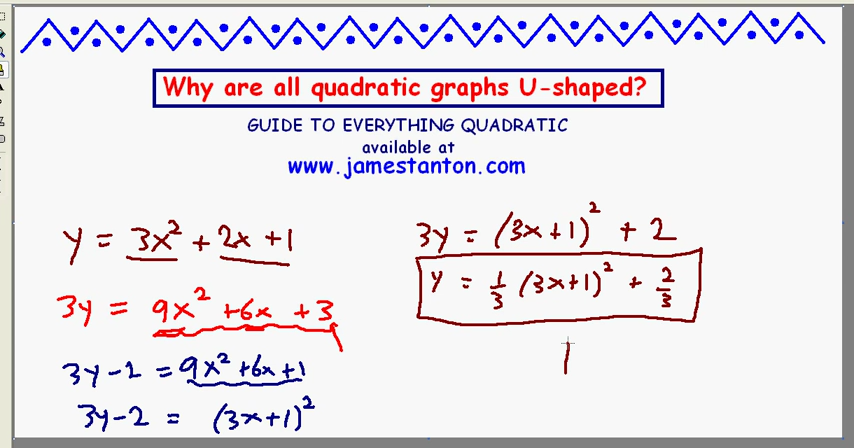 Why are all quadratic graphs U-shaped?
GUIDE TO EVERYTHING QUADRATIC
available at
www.jamestanton.com
y = 3x² + 2x + 1
3y = 9x² + 6x + 3
3y - 2 = 9x² + 6x + 1
3y - 2 = (3x + 1)²
3y = (3x + 1)² + 2
y = 1/3 (3x + 1)² + 2/3